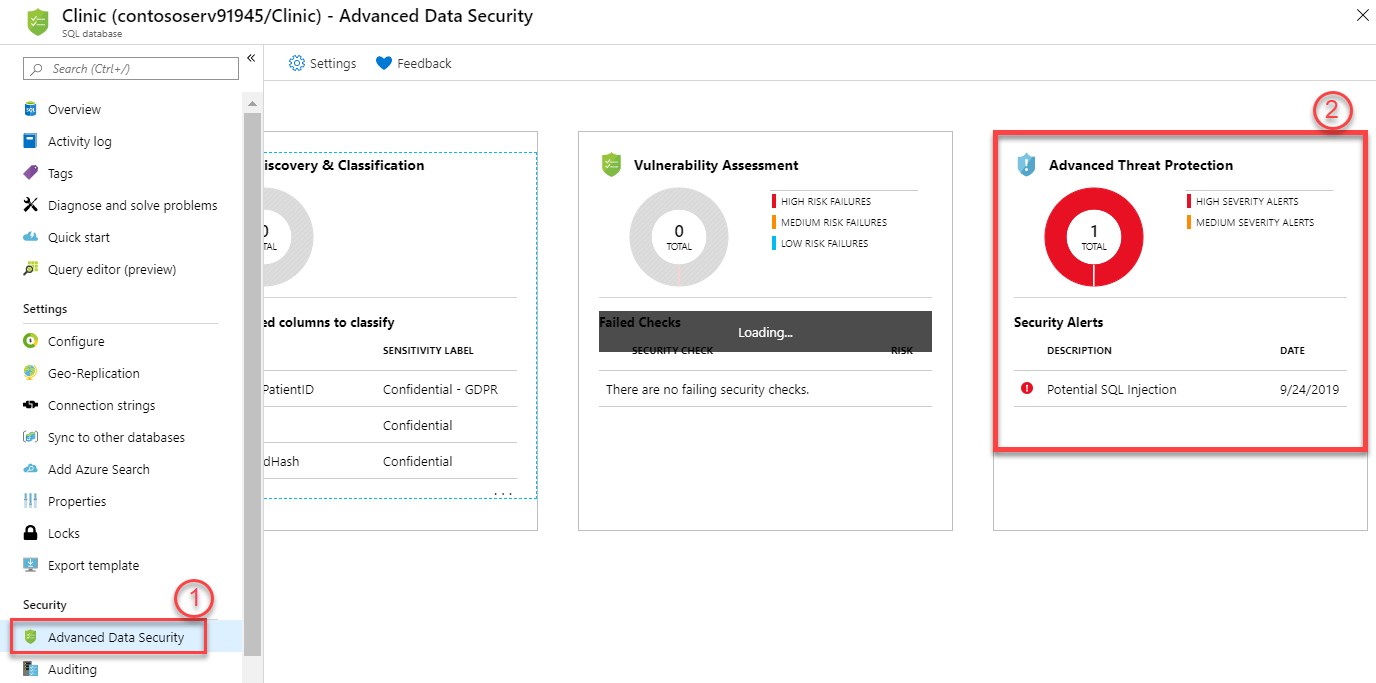 Clinic (contososerv91945/Clinic) - Advanced Data Security
SQL database
Search (Ctrl+/)
«
Settings
Feedback
Overview
Activity log
Tags
Diagnose and solve problems
Quick start
Query editor (preview)
Settings
Configure
Geo-Replication
Connection strings
Sync to other databases
Add Azure Search
Properties
Locks
Export template
Security
1
Advanced Data Security
Auditing
iscovery & Classification
0
TAL
ed columns to classify
SENSITIVITY LABEL
PatientID Confidential - GDPR
Confidential
dHash Confidential
...
Vulnerability Assessment
0
TOTAL
HIGH RISK FAILURES
MEDIUM RISK FAILURES
LOW RISK FAILURES
Failed Checks
Loading...
SECURITY CHECK RISK
There are no failing security checks.
2
Advanced Threat Protection
1
TOTAL
HIGH SEVERITY ALERTS
MEDIUM SEVERITY ALERTS
Security Alerts
DESCRIPTION DATE
Potential SQL Injection 9/24/2019